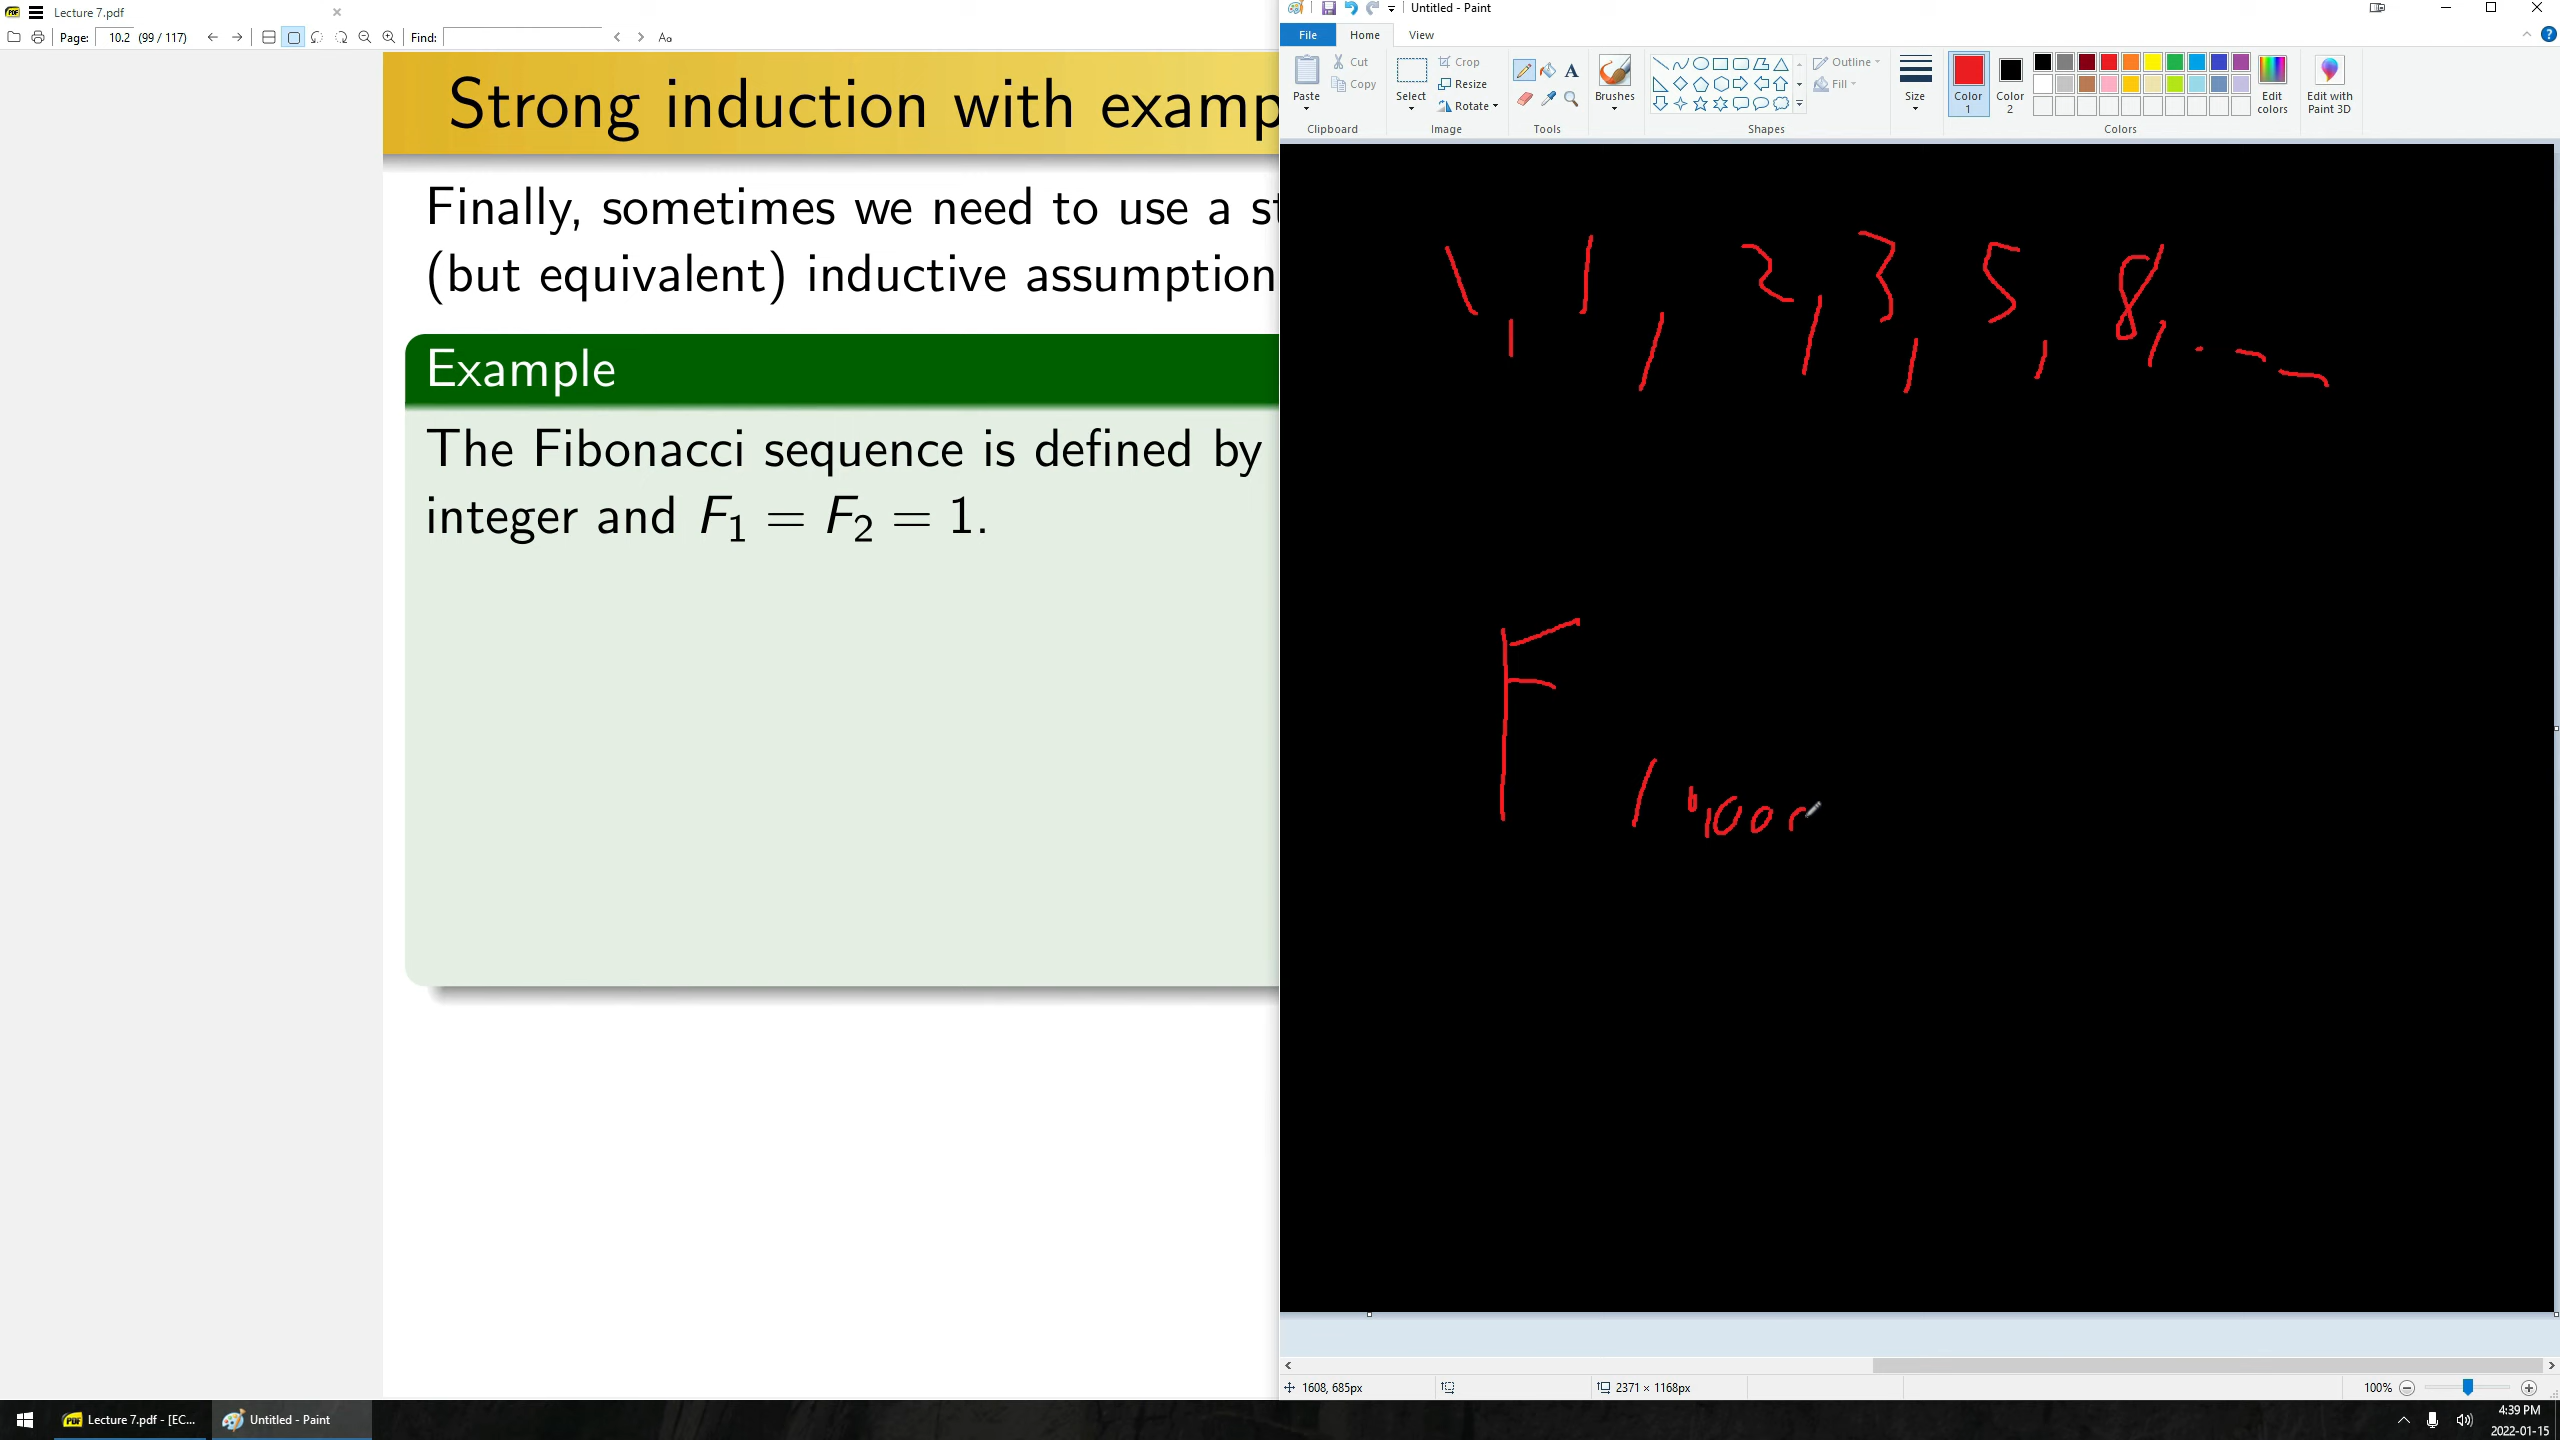 Lecture 7.pdf
Page: 10.2 (99 / 117) Find:
Strong induction with examp
Finally, sometimes we need to use a st
(but equivalent) inductive assumption
Example
The Fibonacci sequence is defined by
integer and F₁ = F₂ = 1.
Untitled - Paint
File Home View
Paste Cut Copy Clipboard
Select Crop Resize Rotate Image
Tools
Brushes
Outline Fill Shapes
Size
Color 1 Color 2 Edit colors Colors
Edit with Paint 3D
1, 1, 2, 3, 5, 8, ...
F
1608, 685px 2371 × 1168px 100%
Lecture 7.pdf - [EC... Untitled - Paint
4:39 PM
2022-01-15